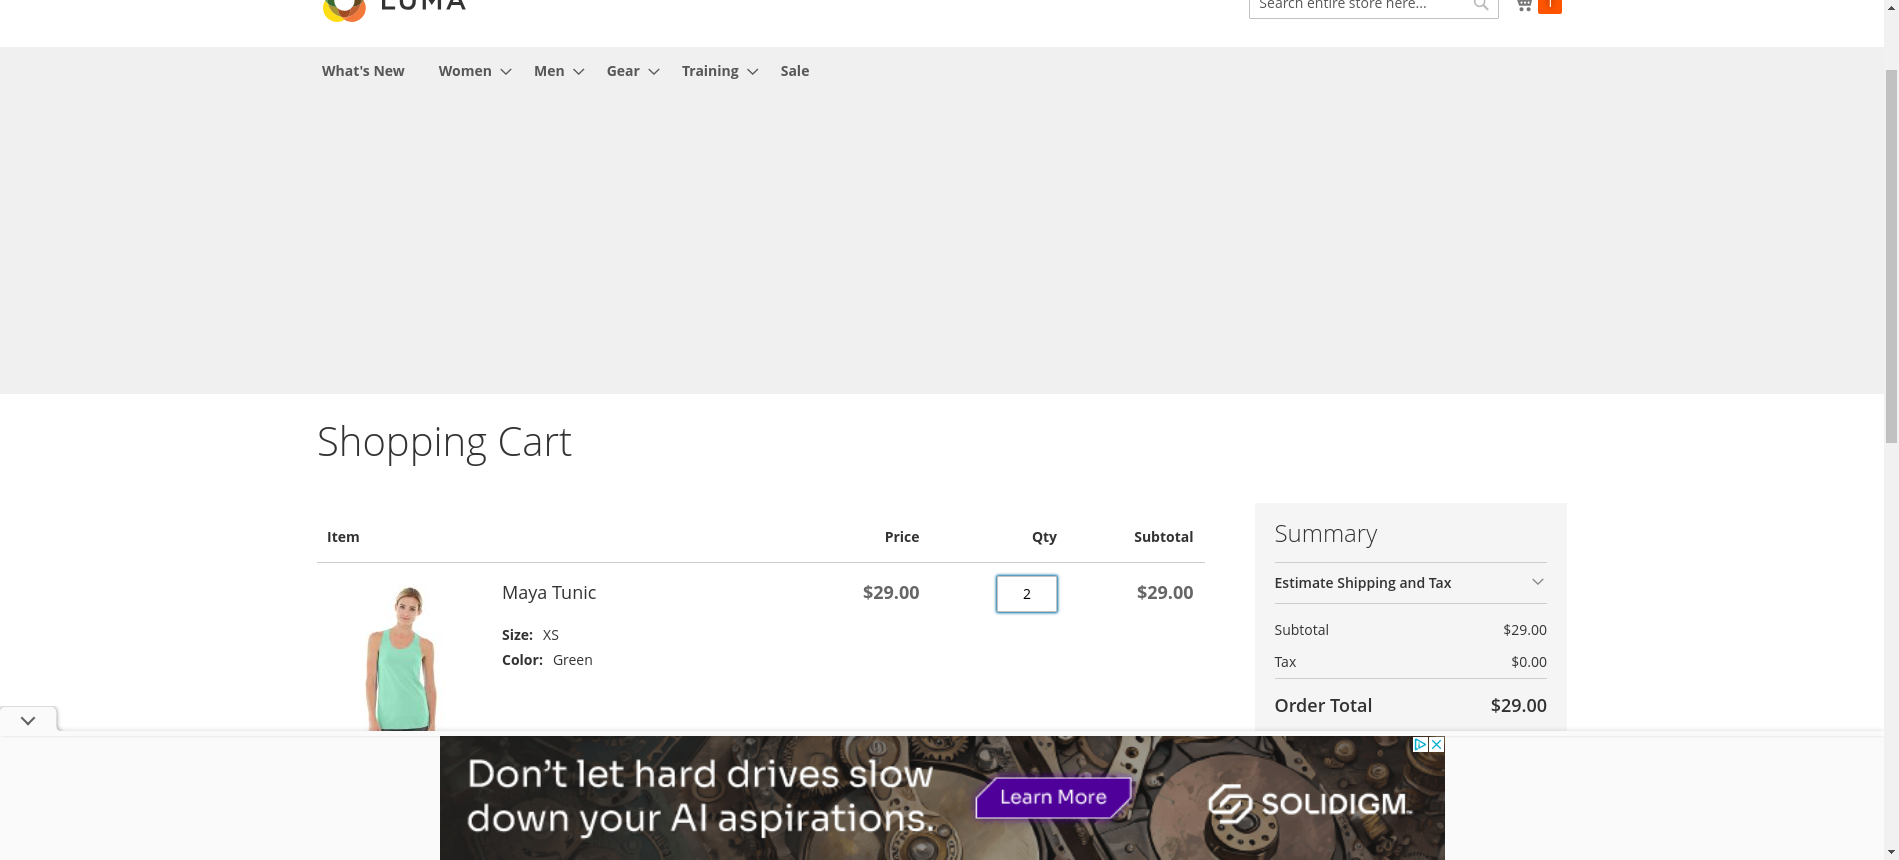 LUMA
Search entire store here...
1
What's New Women Men Gear Training Sale
Shopping Cart
Item Price Qty Subtotal
Maya Tunic $29.00 2 $29.00
Size: XS
Color: Green
Summary
Estimate Shipping and Tax
Subtotal $29.00
Tax $0.00
Order Total $29.00
Don't let hard drives slow
down your AI aspirations.
Learn More
SOLIDIGM